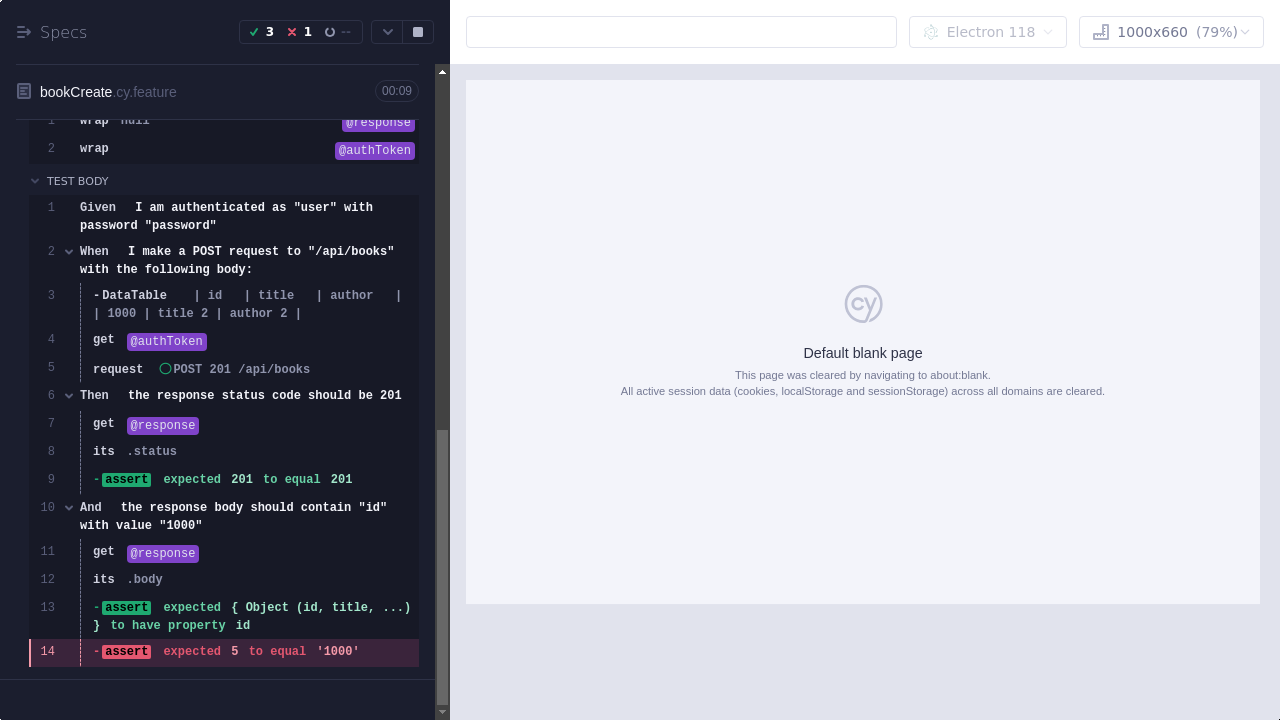 Specs
3 1 --
Electron 118
1000x660 (79%)
bookCreate.cy.feature
00:09
1 wrap null @response
2 wrap @authToken
TEST BODY
1 Given I am authenticated as "user" with
password "password"
2 When I make a POST request to "/api/books"
with the following body:
3 -DataTable | id | title | author |
| 1000 | title 2 | author 2 |
4 get @authToken
5 request POST 201 /api/books
6 Then the response status code should be 201
7 get @response
8 its .status
9 -assert expected 201 to equal 201
10 And the response body should contain "id"
with value "1000"
11 get @response
12 its .body
13 -assert expected { Object (id, title, ...)
} to have property id
14 -assert expected 5 to equal '1000'
cy
Default blank page
This page was cleared by navigating to about:blank.
All active session data (cookies, localStorage and sessionStorage) across all domains are cleared.